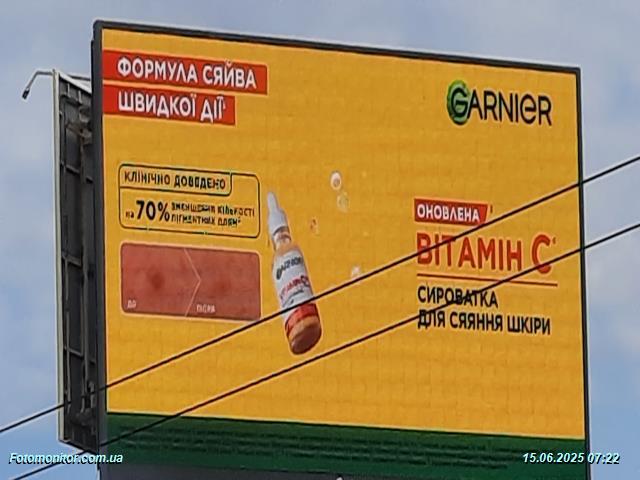 ФОРМУЛА СЯЙВА
ШВИДКОЇ ДІЇ
GARNIER
КЛІНІЧНО ДОВЕДЕНО
на 70% ЗМЕНШЕННЯ КІЛЬКОСТІ
ПІГМЕНТНИХ ПЛЯМ
ДО
ПІСЛЯ
GARNIER
ОНОВЛЕНА
ВІТАМІН С
СИРОВАТКА
ДЛЯ СЯЯННЯ ШКІРИ
Fotomonitor.com.ua
15.06.2025 07:22